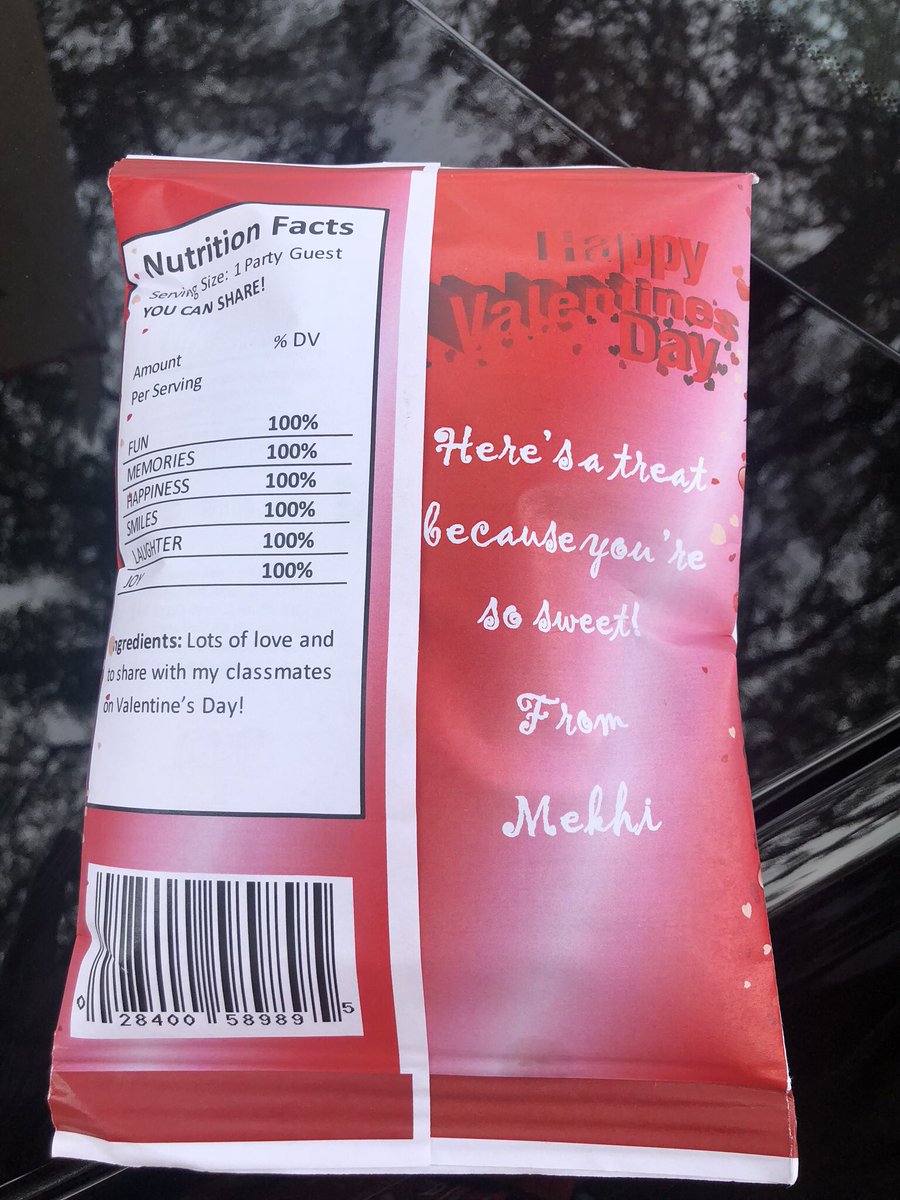 Nutrition Facts
Serving Size: 1 Party Guest
YOU CAN SHARE!
% DV
Amount
Per Serving
FUN 100%
MEMORIES 100%
HAPPINESS 100%
SMILES 100%
LAUGHTER 100%
JOY 100%
ngredients: Lots of love and
to share with my classmates
on Valentine's Day!
0 28400 58989 5
Happy
Valentines
Day
Here's a treat
because you're
so sweet!
From
Mekhi